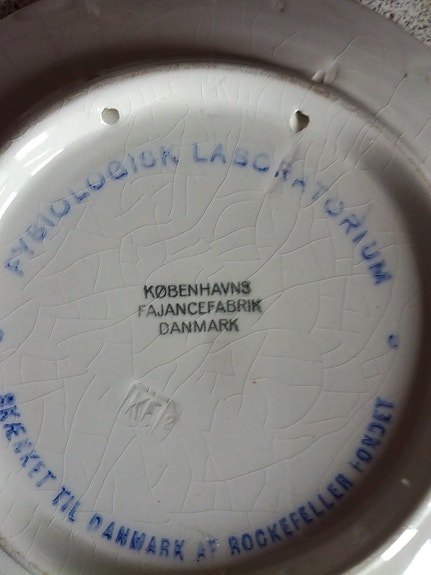 FYSIOLOGISK LABORATORIUM
KØBENHAVNS
FAJANCEFABRIK
DANMARK
SKÆNKET TIL DANMARK AF ROCKEFELLER FONDET